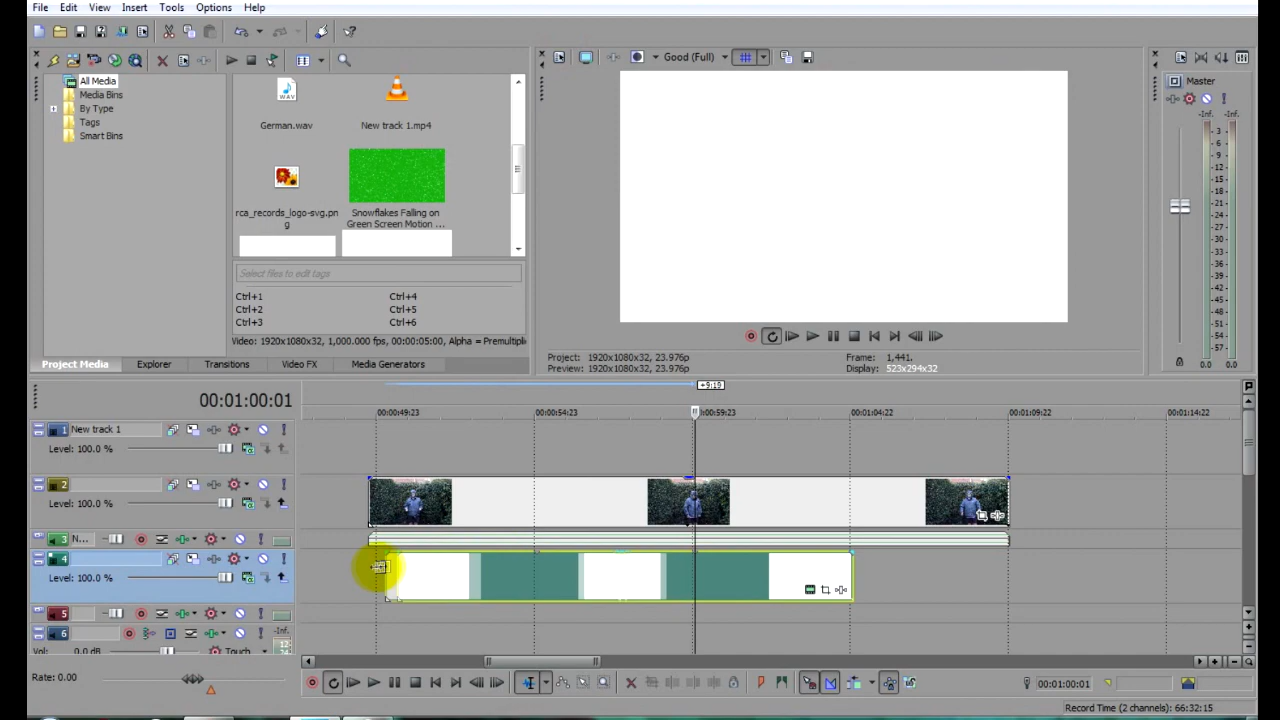 File Edit View Insert Tools Options Help
Good (Full)
All Media
Media Bins
By Type
Tags
Smart Bins
WAV
German.wav
New track 1.mp4
rca_records_logo-svg.pn
g
Snowflakes Falling on
Green Screen Motion ...
Select files to edit tags
Ctrl+1 Ctrl+4
Ctrl+2 Ctrl+5
Ctrl+3 Ctrl+6
Video: 1920x1080x32, 1,000.000 fps, 00:00:05:00, Alpha = Premultipli
Project Media Explorer Transitions Video FX Media Generators
Project: 1920x1080x32, 23.976p Frame: 1,441.
Preview: 1920x1080x32, 23.976p Display: 523x294x32
Master
-Inf. -Inf.
- 3 -
- 6 -
- 9 -
-12-
-15-
-18-
-21-
-24-
-27-
-30-
-33-
-36-
-39-
-42-
-45-
-48-
-51-
-54-
-57-
0.0 0.0
+9:19
00:01:00:01
00:00:49:23 00:00:54:23 :00:59:23 00:01:04:22 00:01:09:22 00:01:14:22
1 New track 1
Level: 100.0 %
2
Level: 100.0 %
3 N...
4
Level: 100.0 %
5
6 -Inf.
Vol: 0.0 dB Touch 12
Rate: 0.00
00:01:00:01
Record Time (2 channels): 66:32:15